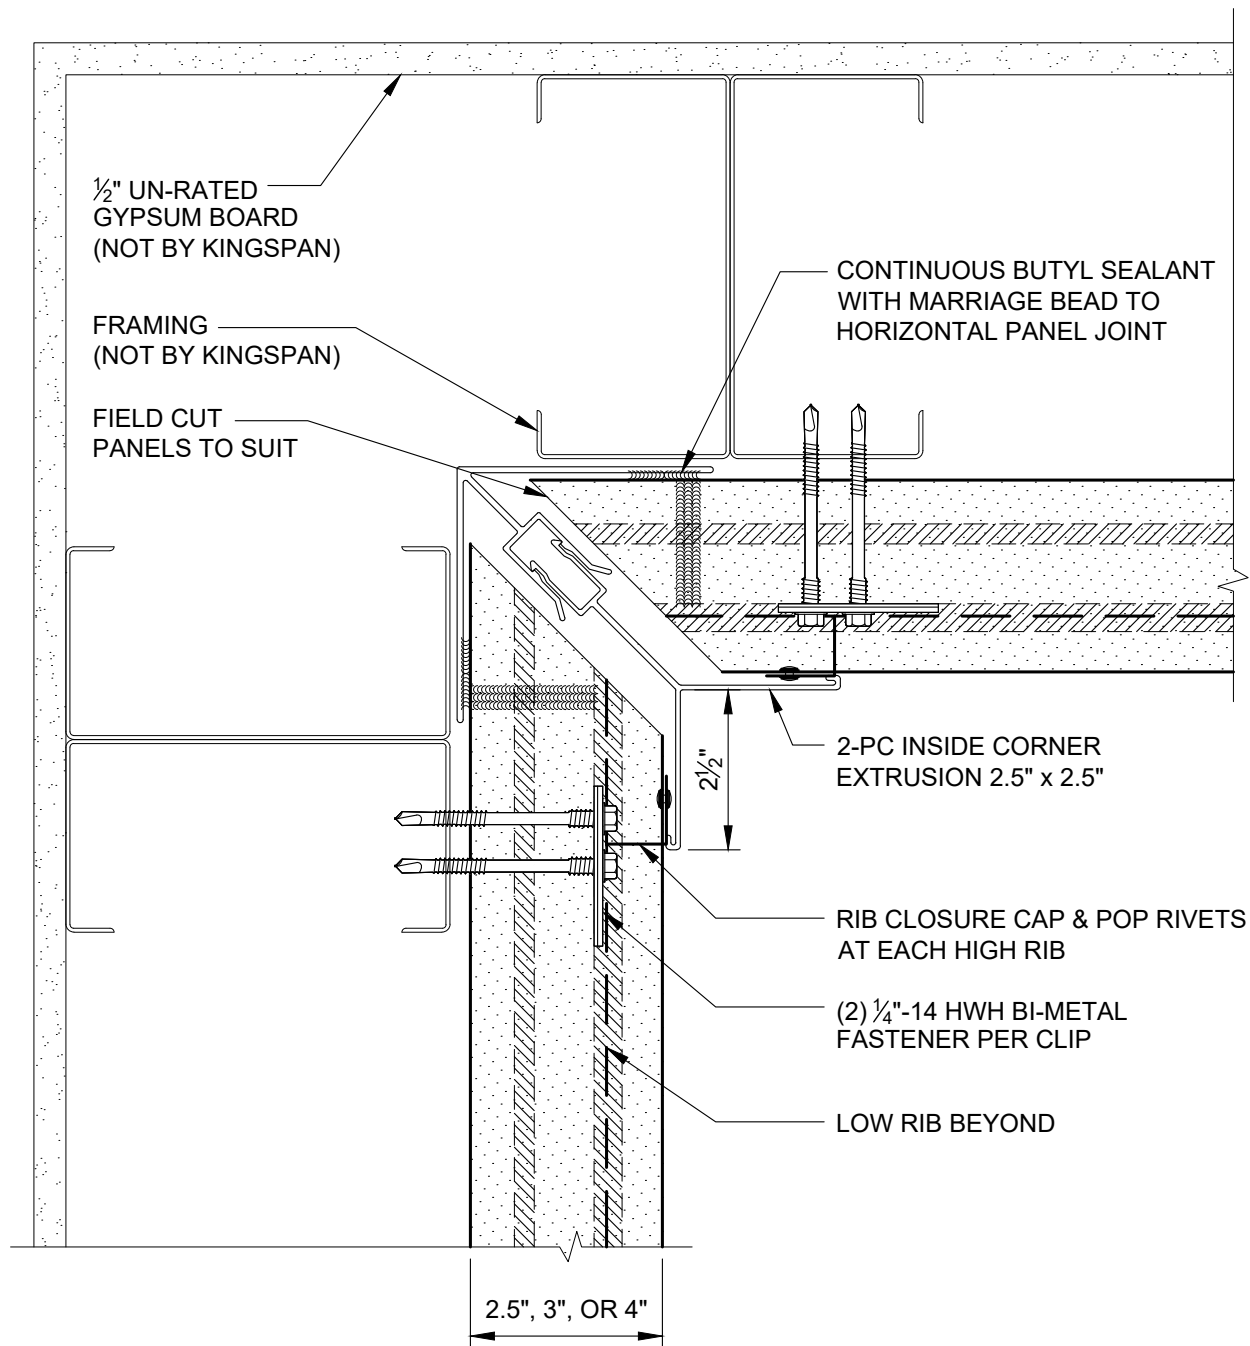 ½" UN-RATED
GYPSUM BOARD
(NOT BY KINGSPAN)
FRAMING
(NOT BY KINGSPAN)
FIELD CUT
PANELS TO SUIT
CONTINUOUS BUTYL SEALANT
WITH MARRIAGE BEAD TO
HORIZONTAL PANEL JOINT
2½"
2-PC INSIDE CORNER
EXTRUSION 2.5" x 2.5"
RIB CLOSURE CAP & POP RIVETS
AT EACH HIGH RIB
(2) ¼"-14 HWH BI-METAL
FASTENER PER CLIP
LOW RIB BEYOND
2.5", 3", OR 4"